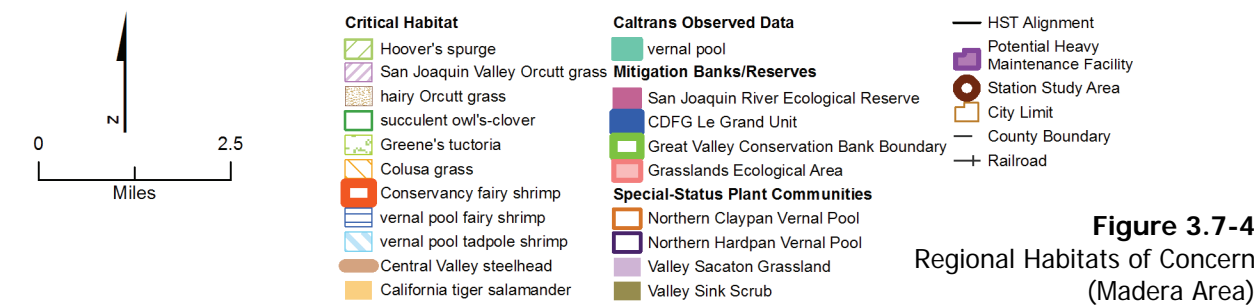 N
0
2.5
Miles
Critical Habitat
Hoover's spurge
San Joaquin Valley Orcutt grass
hairy Orcutt grass
succulent owl's-clover
Greene's tuctoria
Colusa grass
Conservancy fairy shrimp
vernal pool fairy shrimp
vernal pool tadpole shrimp
Central Valley steelhead
California tiger salamander
Caltrans Observed Data
vernal pool
Mitigation Banks/Reserves
San Joaquin River Ecological Reserve
CDFG Le Grand Unit
Great Valley Conservation Bank Boundary
Grasslands Ecological Area
Special-Status Plant Communities
Northern Claypan Vernal Pool
Northern Hardpan Vernal Pool
Valley Sacaton Grassland
Valley Sink Scrub
HST Alignment
Potential Heavy
Maintenance Facility
Station Study Area
City Limit
County Boundary
Railroad
Figure 3.7-4
Regional Habitats of Concern
(Madera Area)